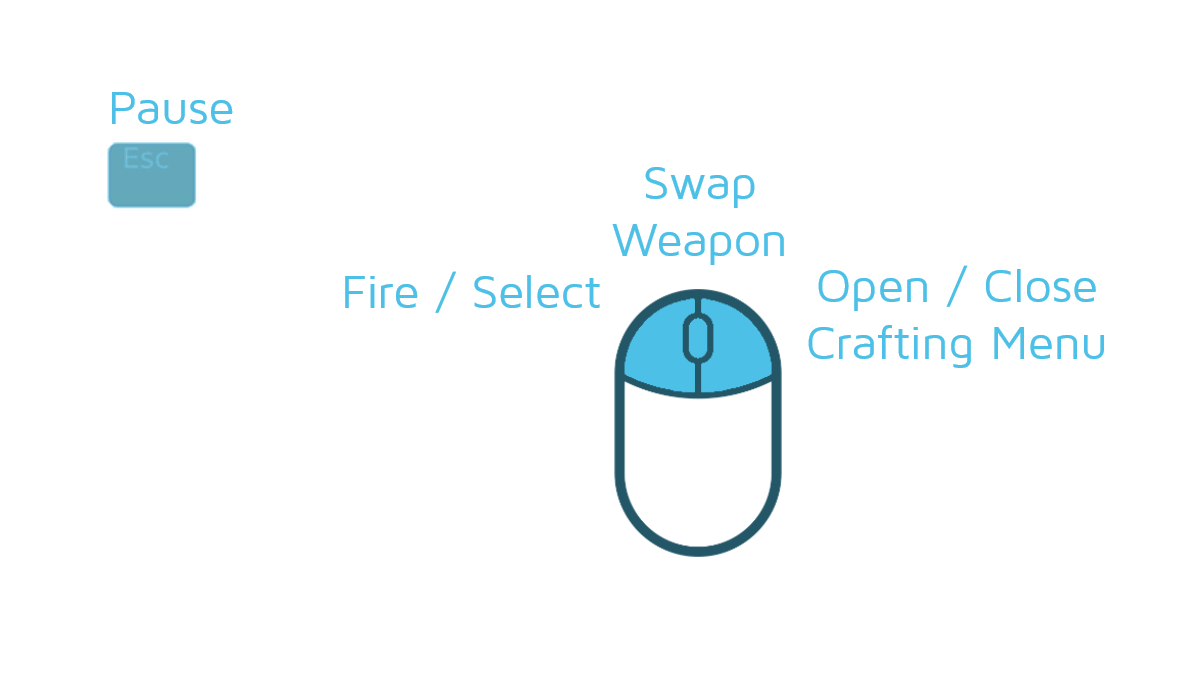 Pause
Esc
Swap
Weapon
Fire / Select
Open / Close
Crafting Menu